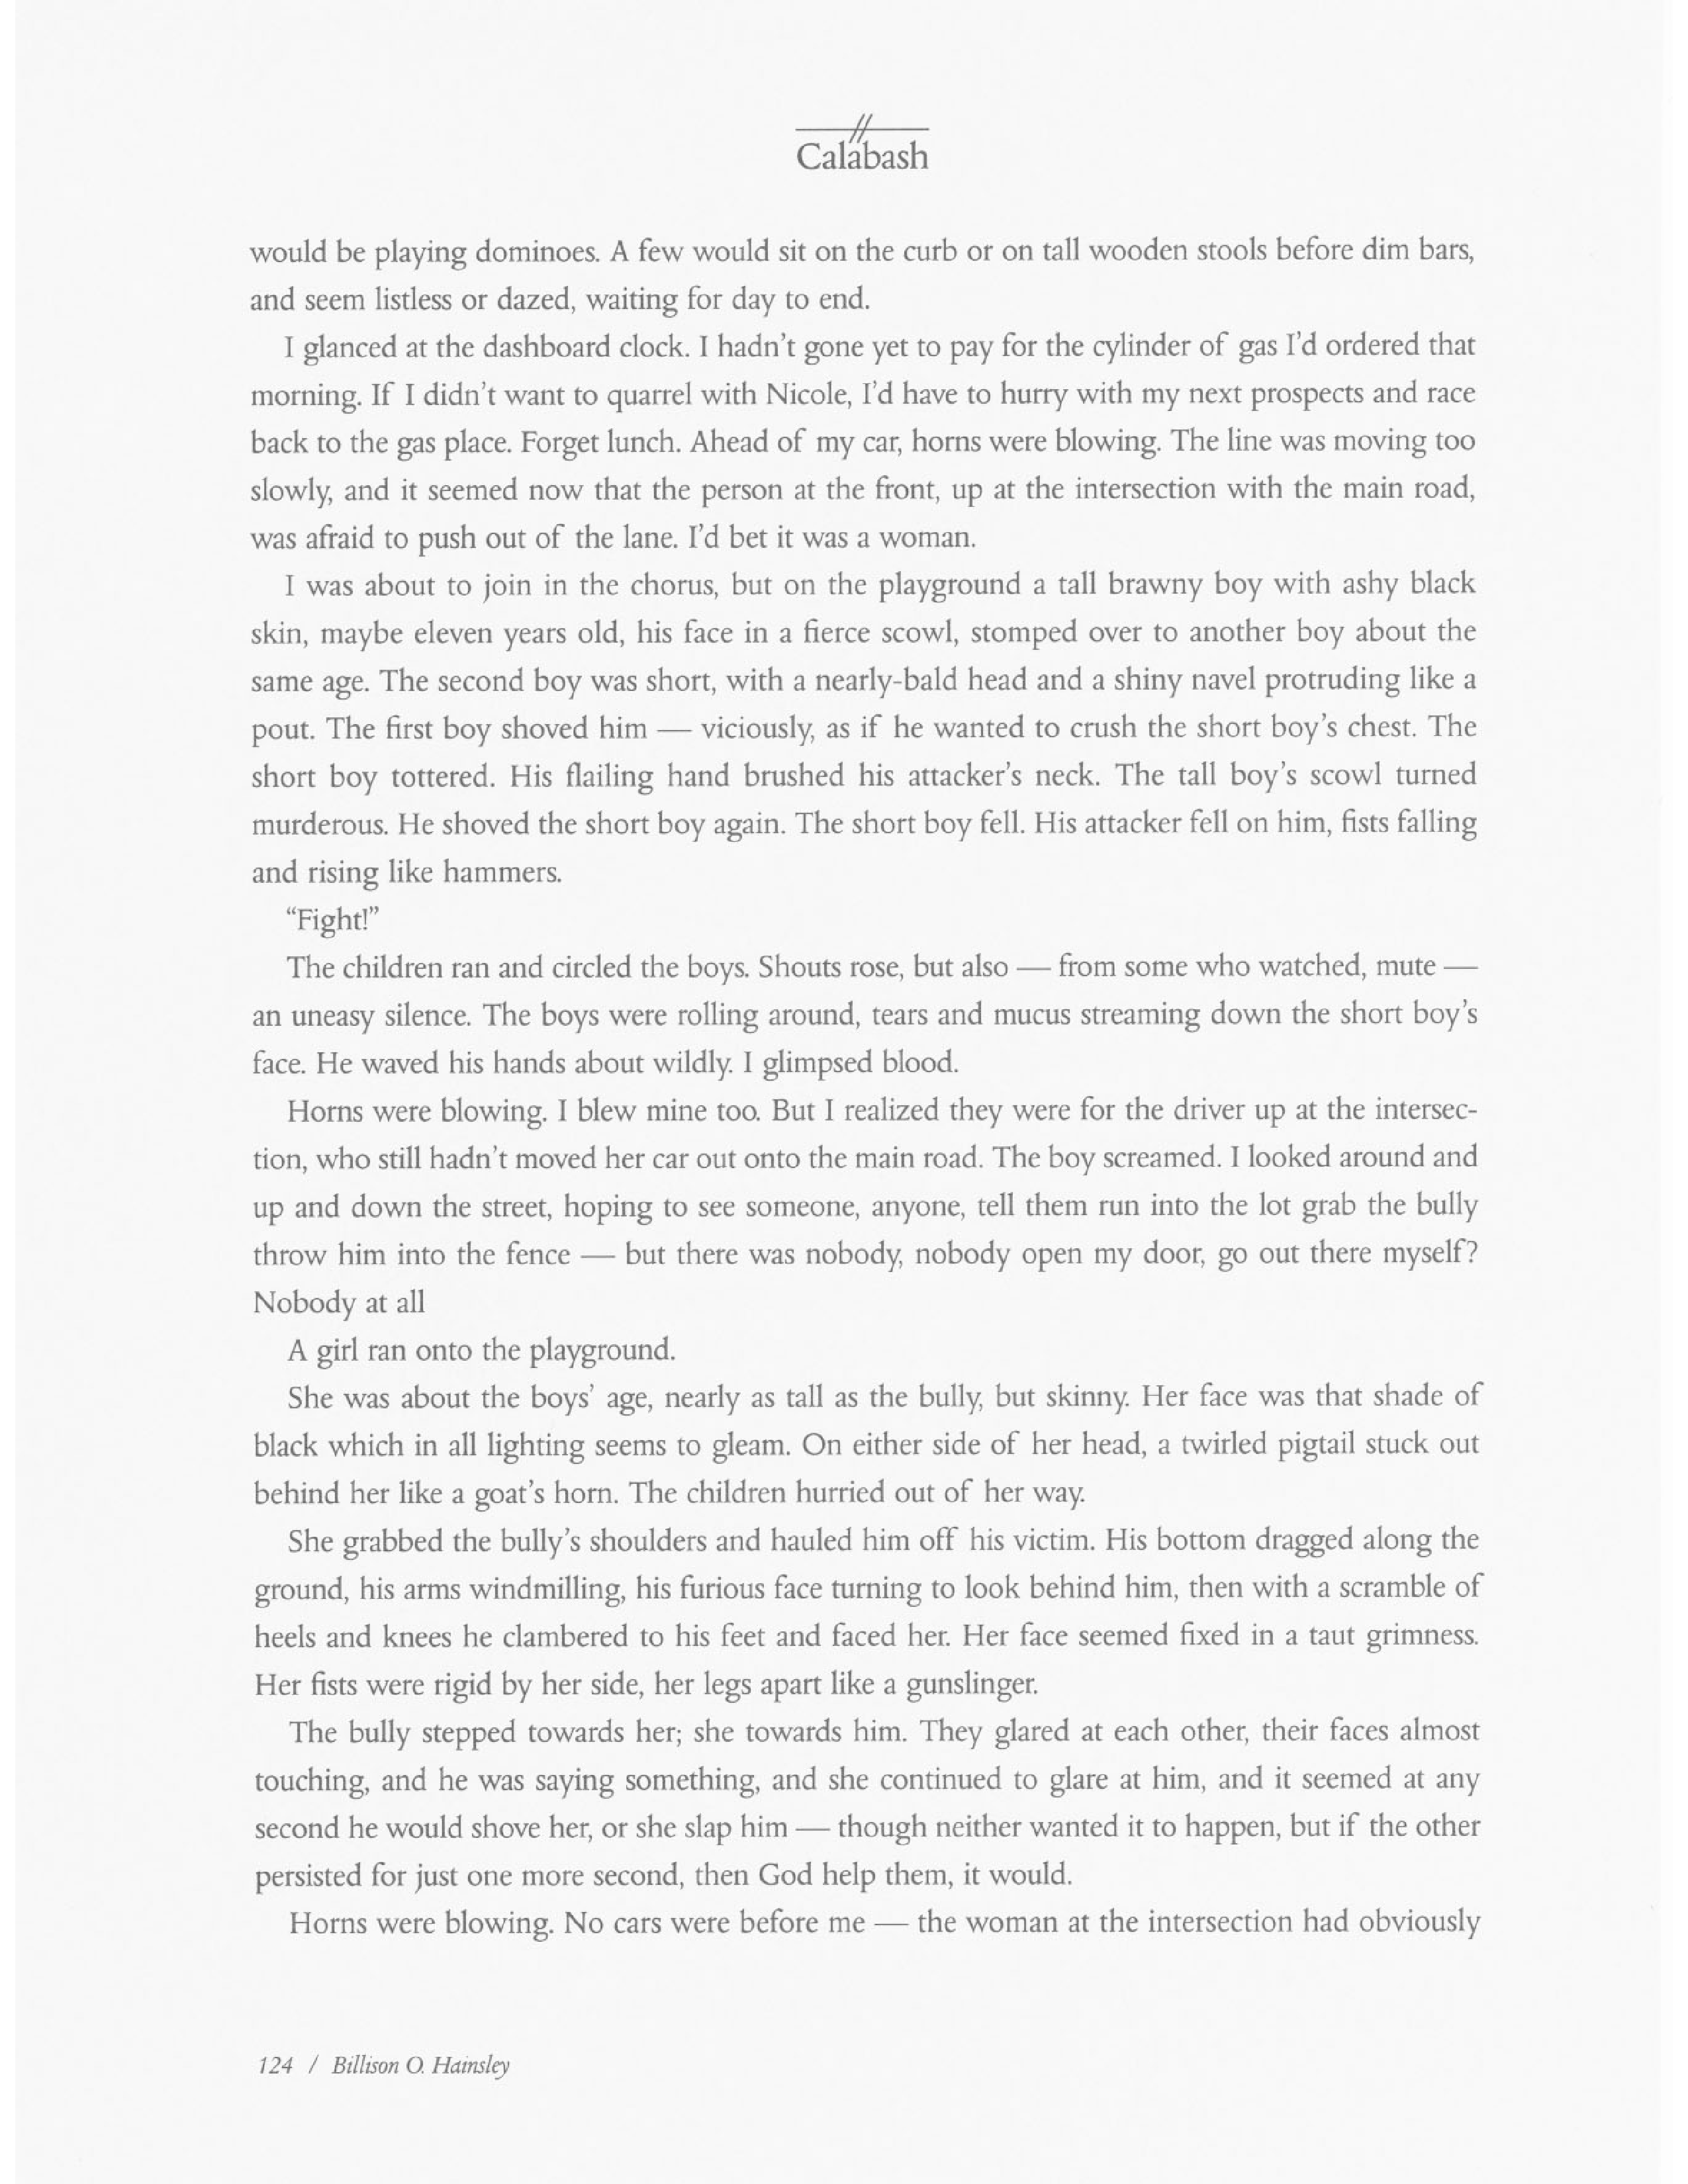 Calabash
would be playing dominoes. A few would sit on the curb or on tall wooden stools before dim bars,
and seem listless or dazed, waiting for day to end.
I glanced at the dashboard clock. I hadn't gone yet to pay for the cylinder of gas I'd ordered that
morning. If I didn't want to quarrel with Nicole, I'd have to hurry with my next prospects and race
back to the gas place. Forget lunch. Ahead of my car, horns were blowing. The line was moving too
slowly, and it seemed now that the person at the front, up at the intersection with the main road,
was afraid to push out of the lane. I'd bet it was a woman.
I was about to join in the chorus, but on the playground a tall brawny boy with ashy black
skin, maybe eleven years old, his face in a fierce scowl, stomped over to another boy about the
same age. The second boy was short, with a nearly-bald head and a shiny navel protruding like a
pout. The first boy shoved him — viciously, as if he wanted to crush the short boy's chest. The
short boy tottered. His flailing hand brushed his attacker's neck. The tall boy's scowl turned
murderous. He shoved the short boy again. The short boy fell. His attacker fell on him, fists falling
and rising like hammers.
“Fight!”
The children ran and circled the boys. Shouts rose, but also — from some who watched, mute —
an uneasy silence. The boys were rolling around, tears and mucus streaming down the short boy's
face. He waved his hands about wildly. I glimpsed blood.
Horns were blowing. I blew mine too. But I realized they were for the driver up at the intersec-
tion, who still hadn't moved her car out onto the main road. The boy screamed. I looked around and
up and down the street, hoping to see someone, anyone, tell them run into the lot grab the bully
throw him into the fence — but there was nobody, nobody open my door, go out there myself?
Nobody at all
A girl ran onto the playground.
She was about the boys' age, nearly as tall as the bully, but skinny. Her face was that shade of
black which in all lighting seems to gleam. On either side of her head, a twirled pigtail stuck out
behind her like a goat's horn. The children hurried out of her way.
She grabbed the bully's shoulders and hauled him off his victim. His bottom dragged along the
ground, his arms windmilling, his furious face turning to look behind him, then with a scramble of
heels and knees he clambered to his feet and faced her. Her face seemed fixed in a taut grimness.
Her fists were rigid by her side, her legs apart like a gunslinger.
The bully stepped towards her; she towards him. They glared at each other, their faces almost
touching, and he was saying something, and she continued to glare at him, and it seemed at any
second he would shove her, or she slap him — though neither wanted it to happen, but if the other
persisted for just one more second, then God help them, it would.
Horns were blowing. No cars were before me — the woman at the intersection had obviously
124 / Billison O. Hainsley